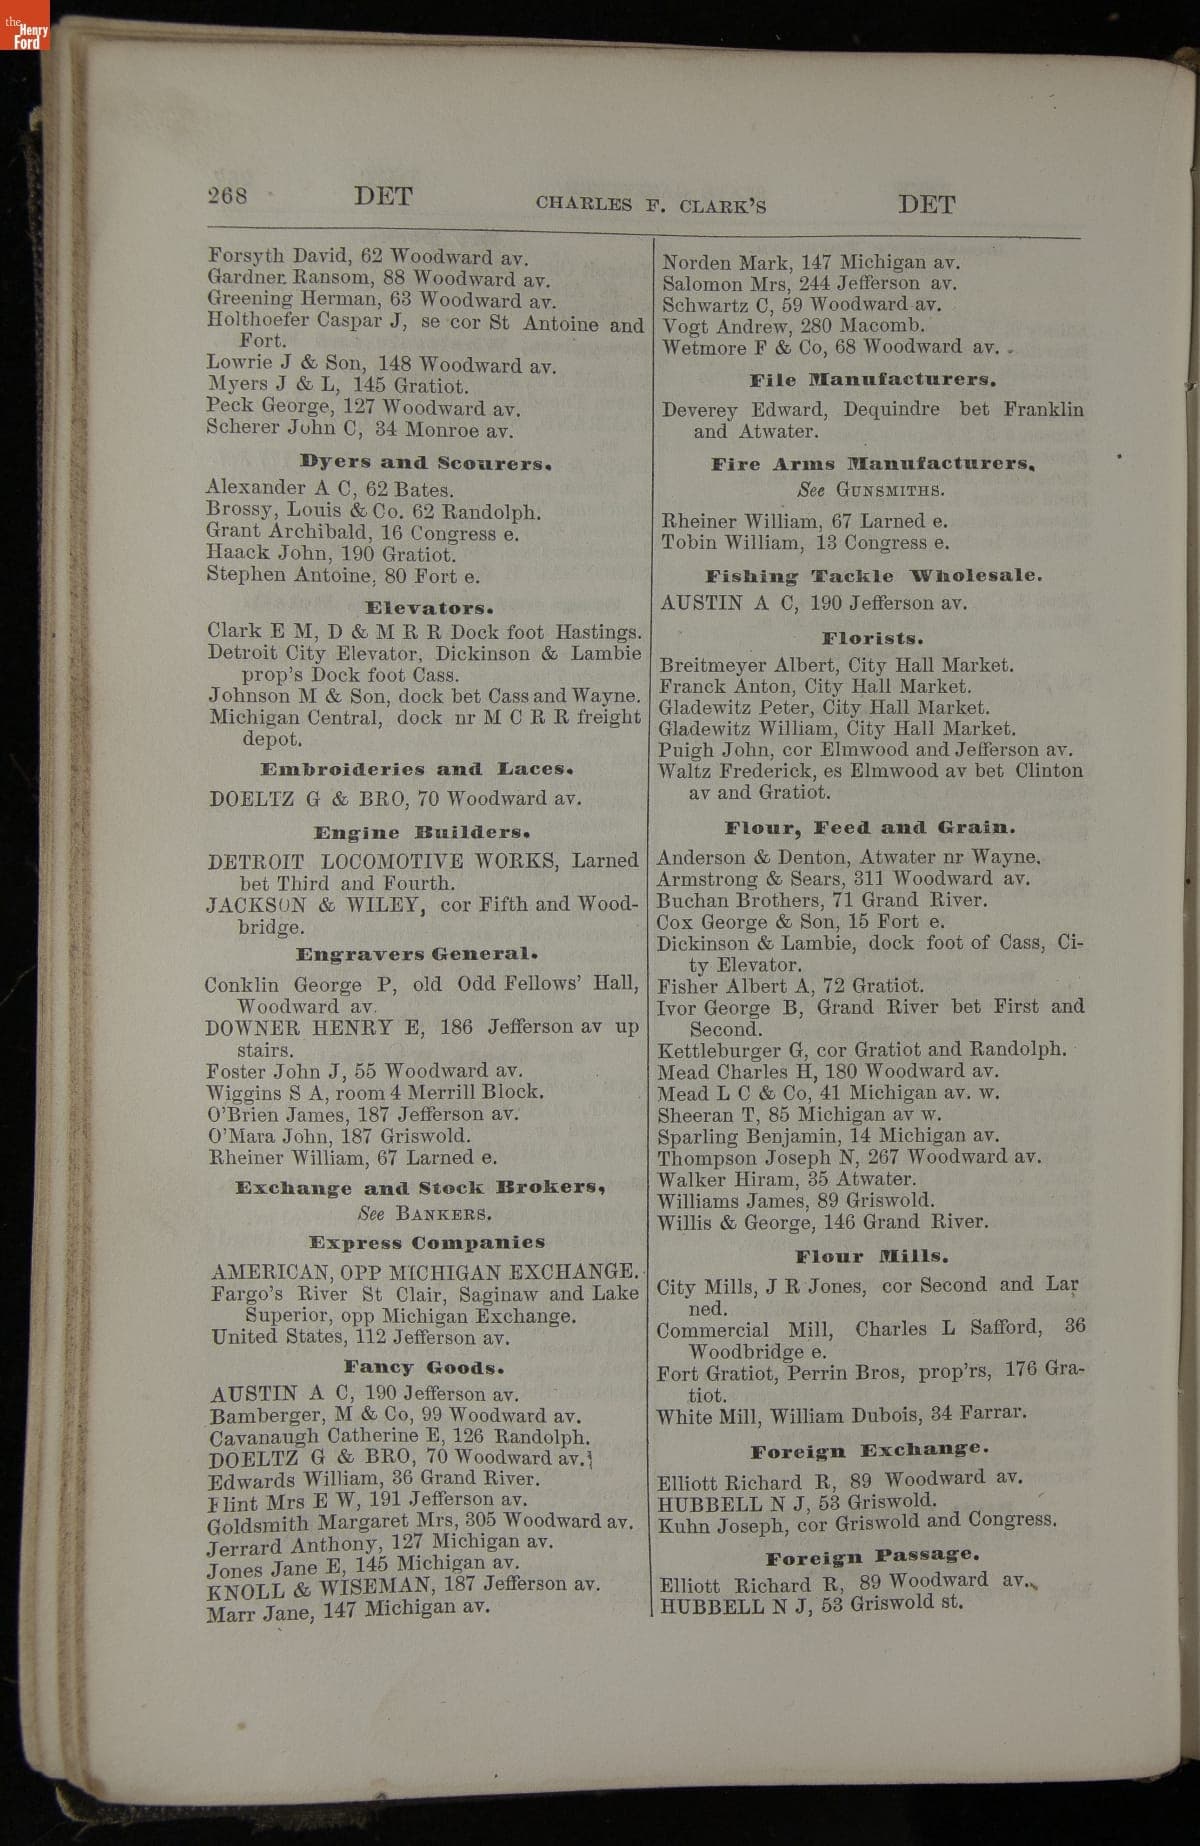 the
Henry
Ford
268 DET CHARLES F. CLARK'S DET
Forsyth David, 62 Woodward av.
Gardner Ransom, 88 Woodward av.
Greening Herman, 63 Woodward av.
Holthoefer Caspar J, se cor St Antoine and
Fort.
Lowrie J & Son, 148 Woodward av.
Myers J & L, 145 Gratiot.
Peck George, 127 Woodward av.
Scherer John C, 34 Monroe av.
Dyers and Scourers.
Alexander A C, 62 Bates.
Brossy, Louis & Co. 62 Randolph.
Grant Archibald, 16 Congress e.
Haack John, 190 Gratiot.
Stephen Antoine, 80 Fort e.
Elevators.
Clark E M, D & M R R Dock foot Hastings.
Detroit City Elevator, Dickinson & Lambie
prop's Dock foot Cass.
Johnson M & Son, dock bet Cass and Wayne.
Michigan Central, dock nr M C R R freight
depot.
Embroideries and Laces.
DOELTZ G & BRO, 70 Woodward av.
Engine Builders.
DETROIT LOCOMOTIVE WORKS, Larned
bet Third and Fourth.
JACKSON & WILEY, cor Fifth and Wood-
bridge.
Engravers General.
Conklin George P, old Odd Fellows' Hall,
Woodward av.
DOWNER HENRY E, 186 Jefferson av up
stairs.
Foster John J, 55 Woodward av.
Wiggins S A, room 4 Merrill Block.
O'Brien James, 187 Jefferson av.
O'Mara John, 187 Griswold.
Rheiner William, 67 Larned e.
Exchange and Stock Brokers,
See BANKERS.
Express Companies
AMERICAN, OPP MICHIGAN EXCHANGE.
Fargo's River St Clair, Saginaw and Lake
Superior, opp Michigan Exchange.
United States, 112 Jefferson av.
Fancy Goods.
AUSTIN A C, 190 Jefferson av.
Bamberger, M & Co, 99 Woodward av.
Cavanaugh Catherine E, 126 Randolph.
DOELTZ G & BRO, 70 Woodward av.
Edwards William, 36 Grand River.
Flint Mrs E W, 191 Jefferson av.
Goldsmith Margaret Mrs, 305 Woodward av.
Jerrard Anthony, 127 Michigan av.
Jones Jane E, 145 Michigan av.
KNOLL & WISEMAN, 187 Jefferson av.
Marr Jane, 147 Michigan av.
Norden Mark, 147 Michigan av.
Salomon Mrs, 244 Jefferson av.
Schwartz C, 59 Woodward av.
Vogt Andrew, 280 Macomb.
Wetmore F & Co, 68 Woodward av.
File Manufacturers.
Deverey Edward, Dequindre bet Franklin
and Atwater.
Fire Arms Manufacturers,
See GUNSMITHS.
Rheiner William, 67 Larned e.
Tobin William, 13 Congress e.
Fishing Tackle Wholesale.
AUSTIN A C, 190 Jefferson av.
Florists.
Breitmeyer Albert, City Hall Market.
Franck Anton, City Hall Market.
Gladewitz Peter, City Hall Market.
Gladewitz William, City Hall Market.
Puigh John, cor Elmwood and Jefferson av.
Waltz Frederick, es Elmwood av bet Clinton
av and Gratiot.
Flour, Feed and Grain.
Anderson & Denton, Atwater nr Wayne.
Armstrong & Sears, 311 Woodward av.
Buchan Brothers, 71 Grand River.
Cox George & Son, 15 Fort e.
Dickinson & Lambie, dock foot of Cass, Ci-
ty Elevator.
Fisher Albert A, 72 Gratiot.
Ivor George B, Grand River bet First and
Second.
Kettleburger G, cor Gratiot and Randolph.
Mead Charles H, 180 Woodward av.
Mead L C & Co, 41 Michigan av. w.
Sheeran T, 85 Michigan av w.
Sparling Benjamin, 14 Michigan av.
Thompson Joseph N, 267 Woodward av.
Walker Hiram, 35 Atwater.
Williams James, 89 Griswold.
Willis & George, 146 Grand River.
Flour Mills.
City Mills, J R Jones, cor Second and Lar
ned.
Commercial Mill, Charles L Safford, 36
Woodbridge e.
Fort Gratiot, Perrin Bros, prop'rs, 176 Gra-
tiot.
White Mill, William Dubois, 34 Farrar.
Foreign Exchange.
Elliott Richard R, 89 Woodward av.
HUBBELL N J, 53 Griswold.
Kuhn Joseph, cor Griswold and Congress.
Foreign Passage.
Elliott Richard R, 89 Woodward av.
HUBBELL N J, 53 Griswold st.